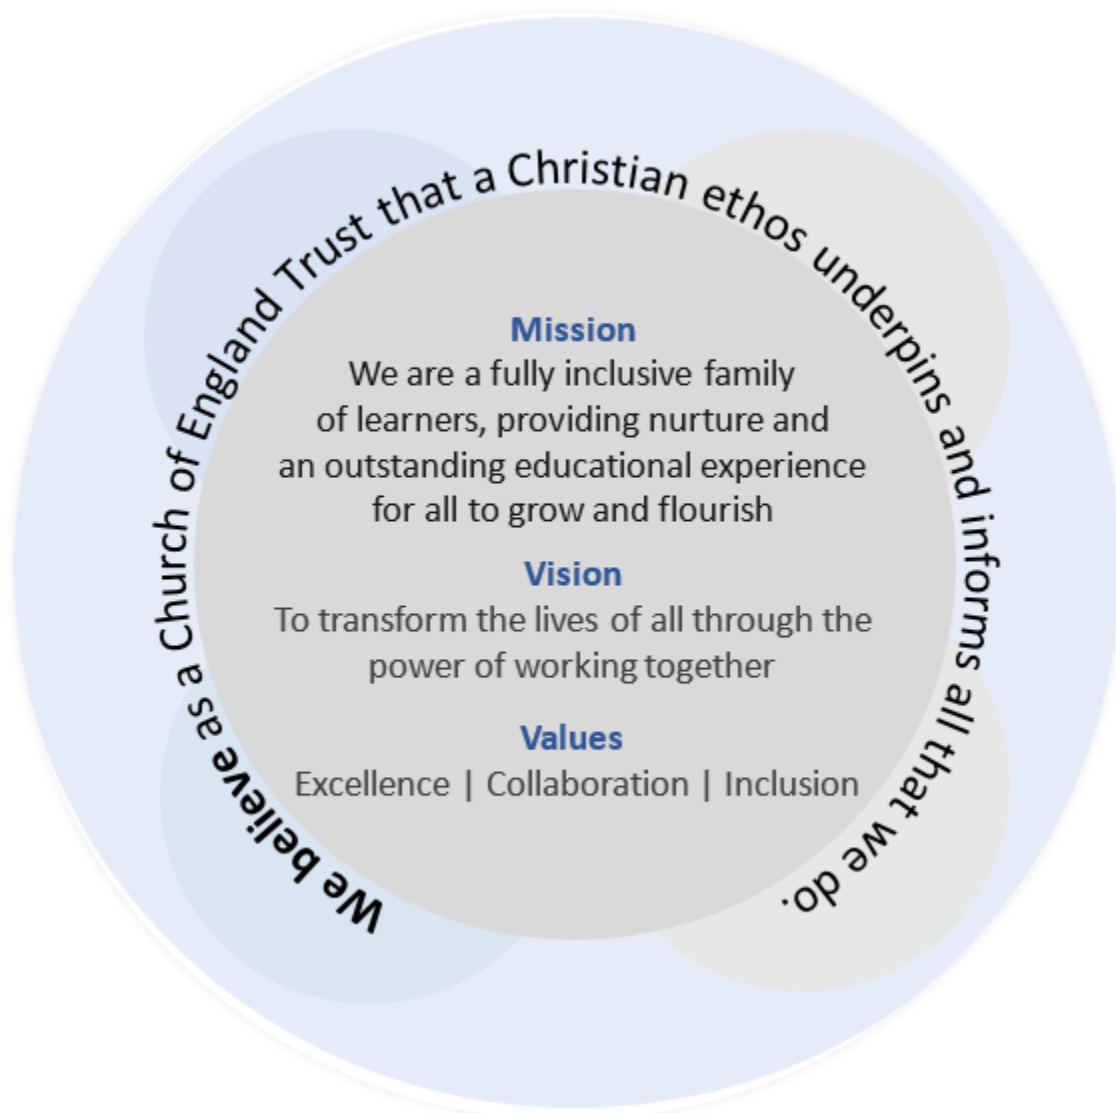 We believe as a Church of England Trust that a Christian ethos underpins and informs all that we do.
Mission
We are a fully inclusive family
of learners, providing nurture and
an outstanding educational experience
for all to grow and flourish
Vision
To transform the lives of all through the
power of working together
Values
Excellence | Collaboration | Inclusion